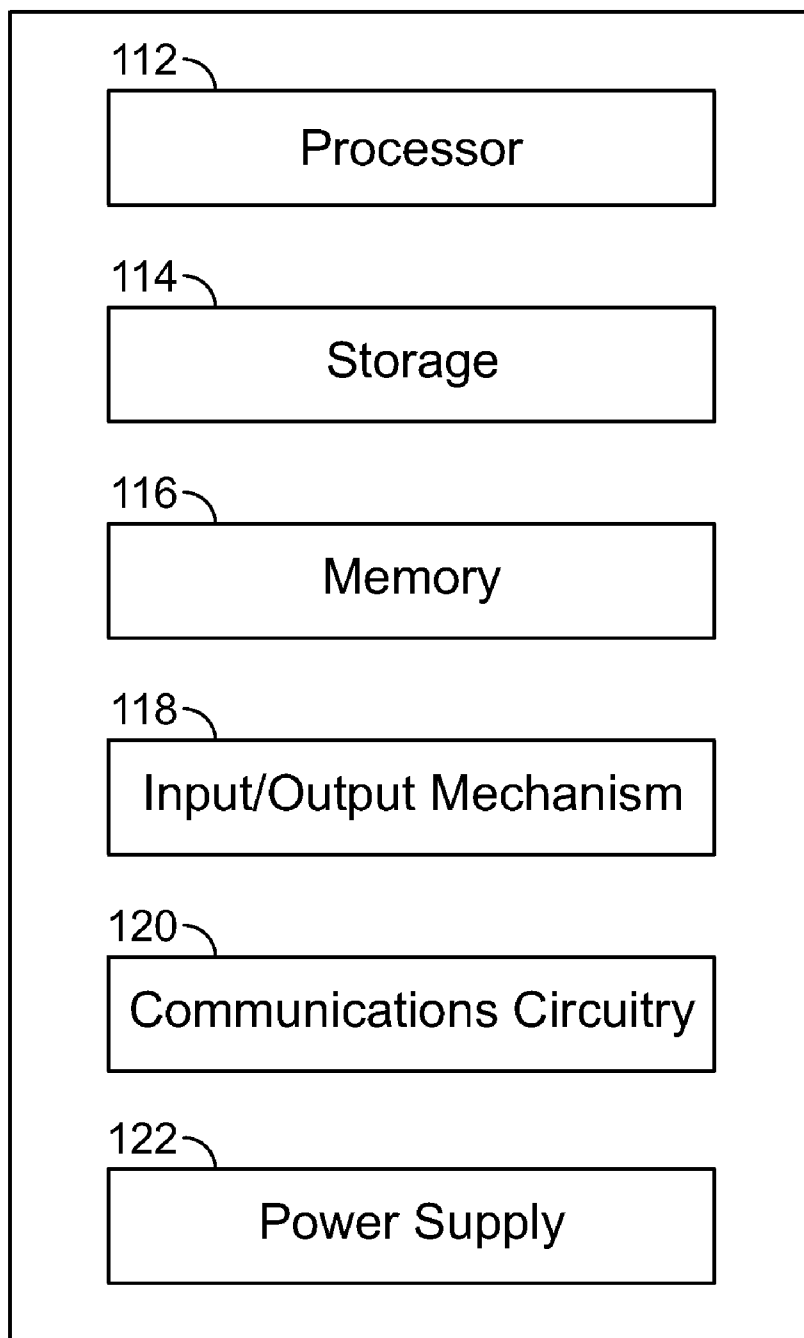 112
Processor
114
Storage
116
Memory
118
Input/Output Mechanism
120
Communications Circuitry
122
Power Supply